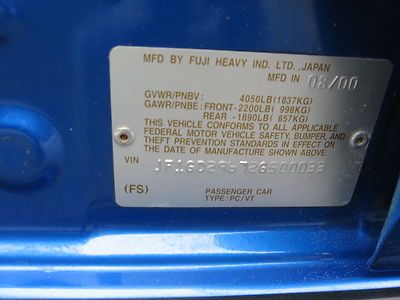 MFD BY FUJI HEAVY IND. LTD.,JAPAN
MFD IN 08/00
GVWR/PNBV: 4050LB(1837KG)
GAWR/PNBE: FRONT-2200LB( 998KG)
REAR -1890LB( 857KG)
THIS VEHICLE CONFORMS TO ALL APPLICABLE
FEDERAL MOTOR VEHICLE SAFETY, BUMPER, AND
THEFT PREVENTION STANDARDS IN EFFECT ON
THE DATE OF MANUFACTURE SHOWN ABOVE.
VIN JF1GD29672G500033
(FS) PASSENGER CAR
TYPE:PC/VT